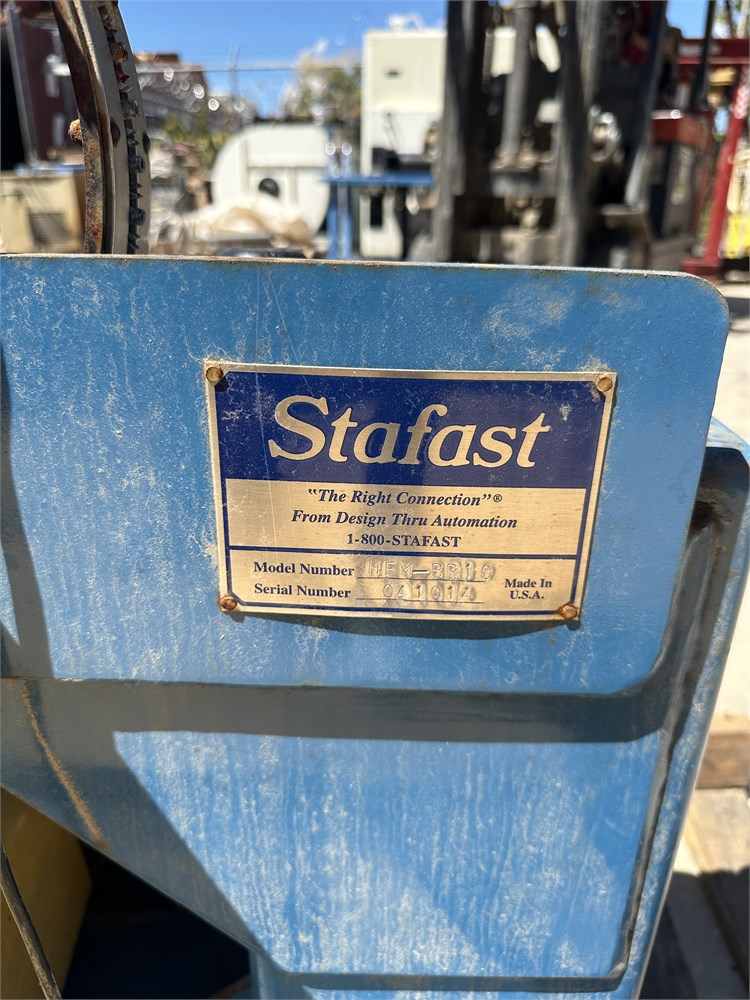 Stafast
"The Right Connection"®
From Design Thru Automation
1-800-STAFAST
Model Number HFM-BR10
Serial Number 041014
Made In
U.S.A.